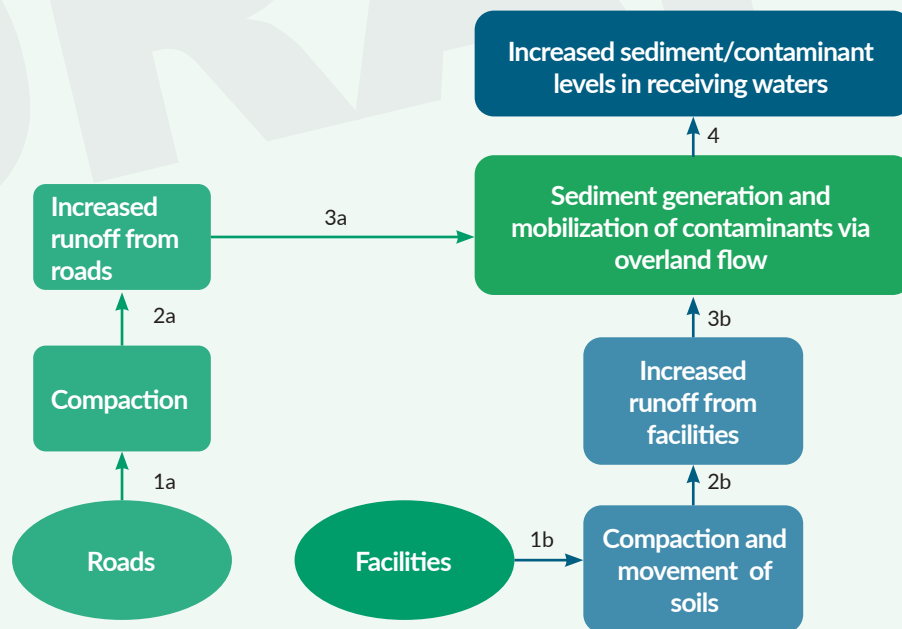 Increased sediment/contaminant
levels in receiving waters
4
Sediment generation and
mobilization of contaminants via
overland flow
Increased
runoff from
roads
3a
2a
3b
Compaction
Increased
runoff from
facilities
1a
2b
Roads
Facilities
1b
Compaction and
movement of
soils